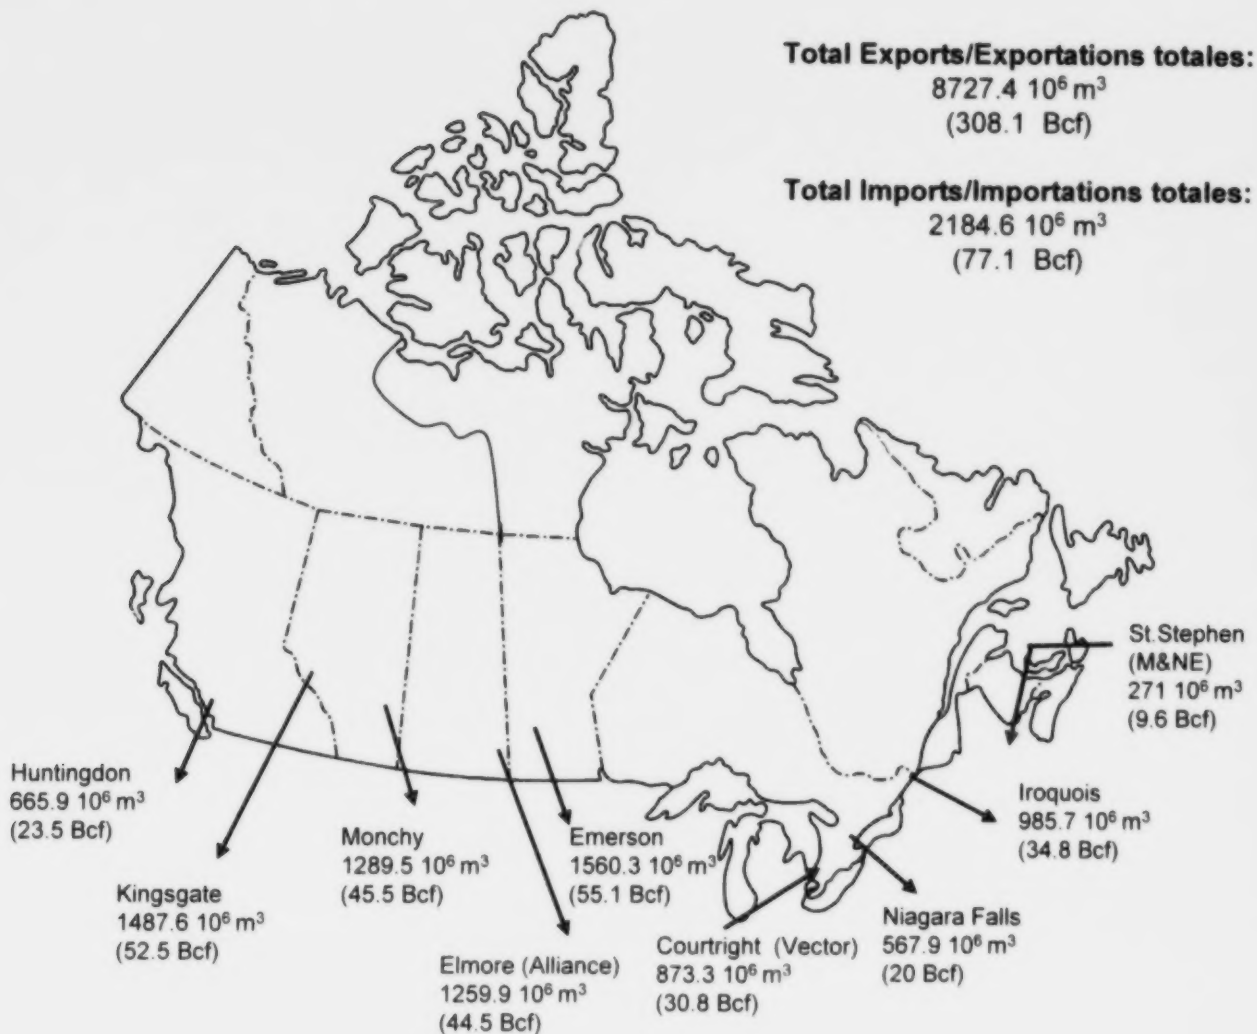 Total Exports/Exportations totales:
8727.4 10⁶ m³
(308.1 Bcf)
Total Imports/Importations totales:
2184.6 10⁶ m³
(77.1 Bcf)
St.Stephen
(M&NE)
271 10⁶ m³
(9.6 Bcf)
Huntingdon
665.9 10⁶ m³
(23.5 Bcf)
Kingsgate
1487.6 10⁶ m³
(52.5 Bcf)
Monchy
1289.5 10⁶ m³
(45.5 Bcf)
Elmore (Alliance)
1259.9 10⁶ m³
(44.5 Bcf)
Emerson
1560.3 10⁶ m³
(55.1 Bcf)
Courtright (Vector)
873.3 10⁶ m³
(30.8 Bcf)
Niagara Falls
567.9 10⁶ m³
(20 Bcf)
Iroquois
985.7 10⁶ m³
(34.8 Bcf)